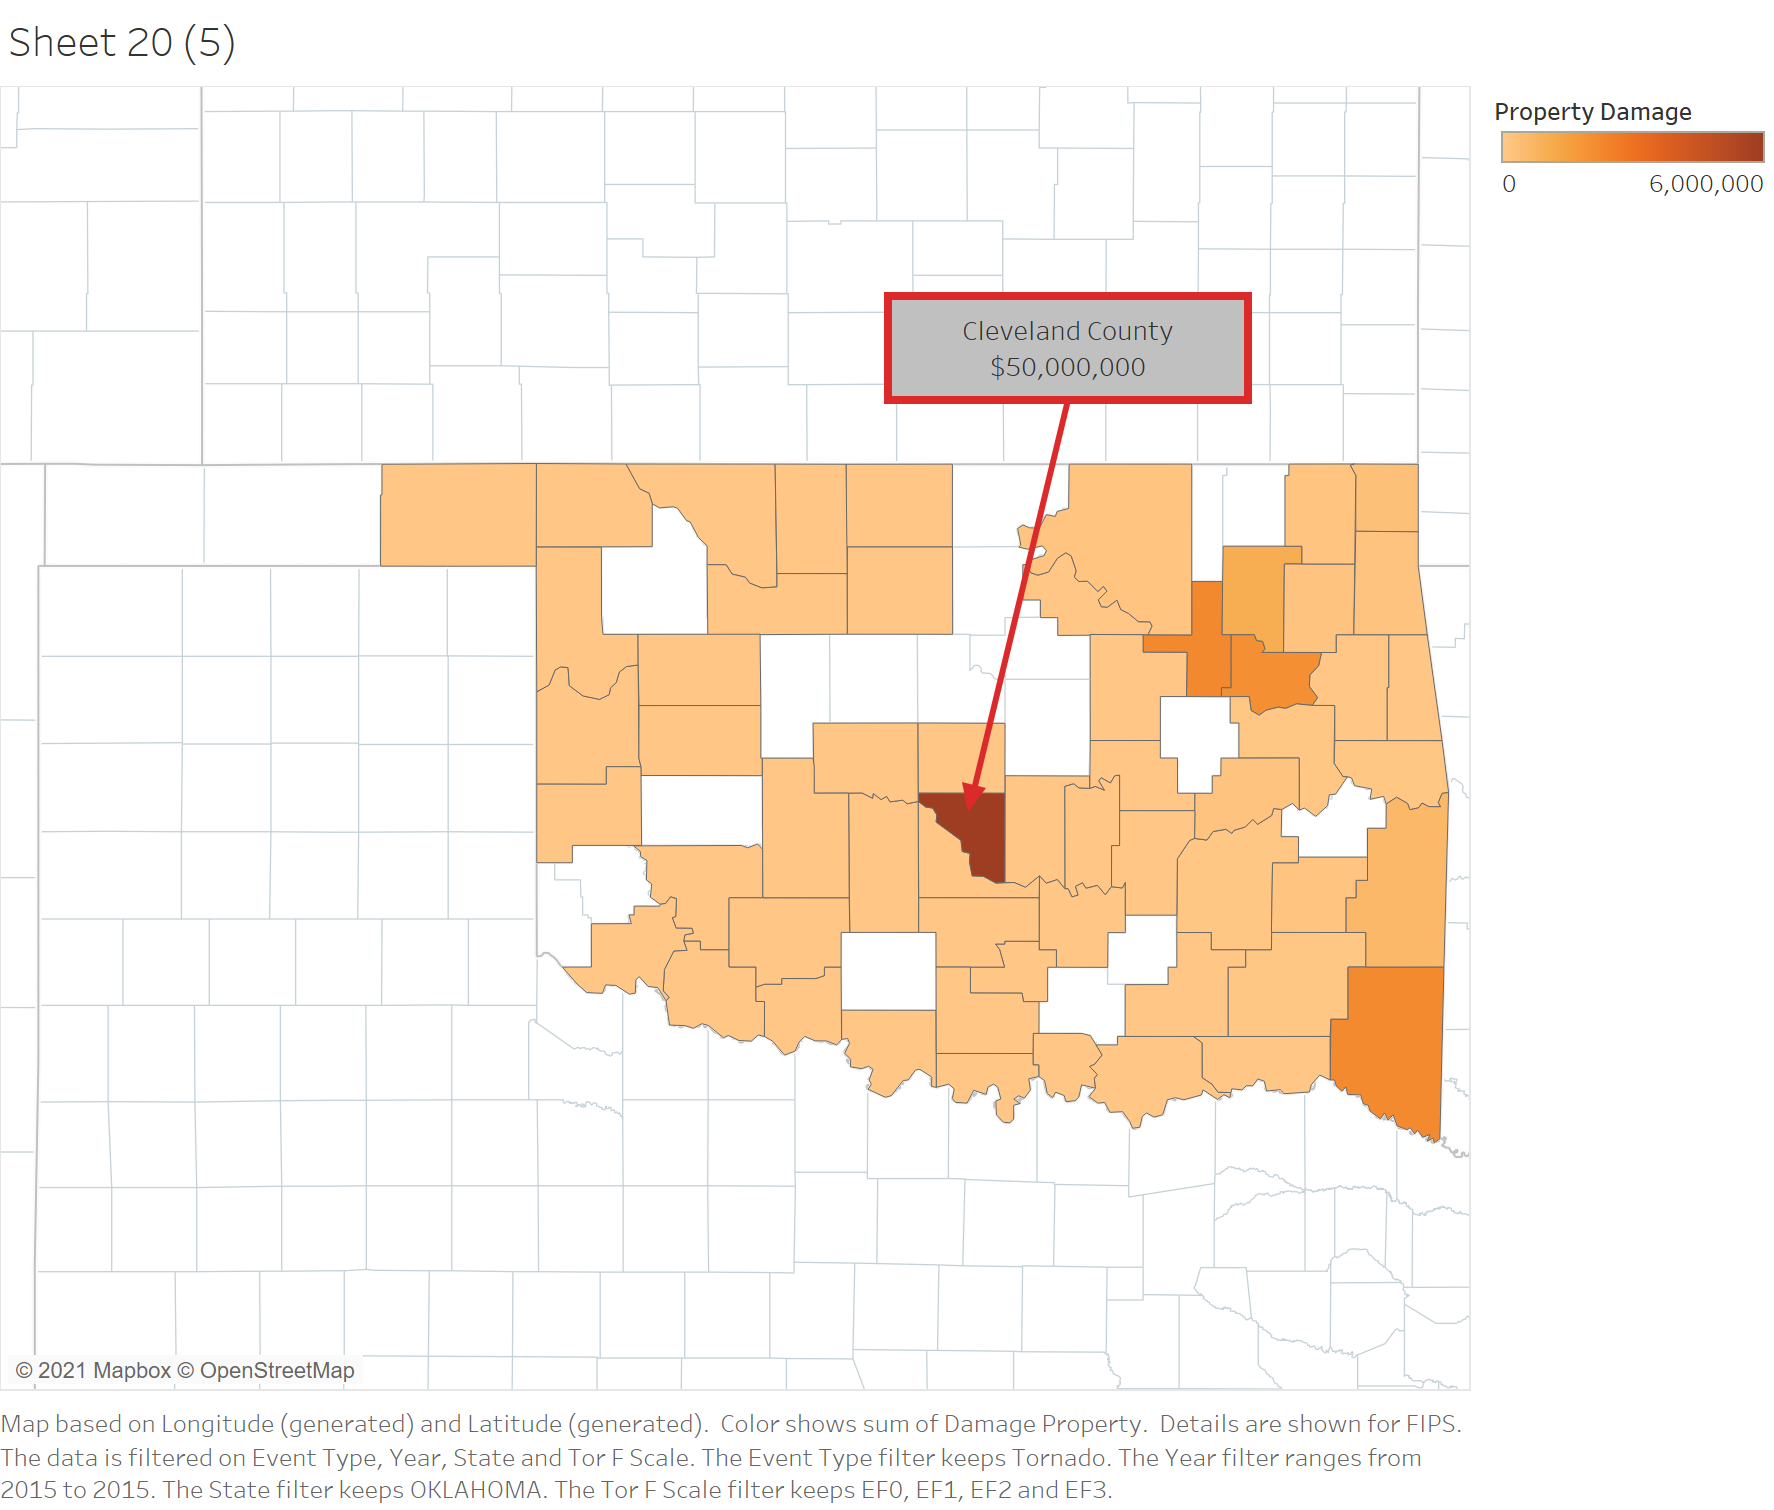 Sheet 20 (5)
Property Damage
0 6,000,000
Cleveland County
$50,000,000
© 2021 Mapbox © OpenStreetMap
Map based on Longitude (generated) and Latitude (generated).  Color shows sum of Damage Property.  Details are shown for FIPS.
The data is filtered on Event Type, Year, State and Tor F Scale. The Event Type filter keeps Tornado. The Year filter ranges from
2015 to 2015. The State filter keeps OKLAHOMA. The Tor F Scale filter keeps EF0, EF1, EF2 and EF3.